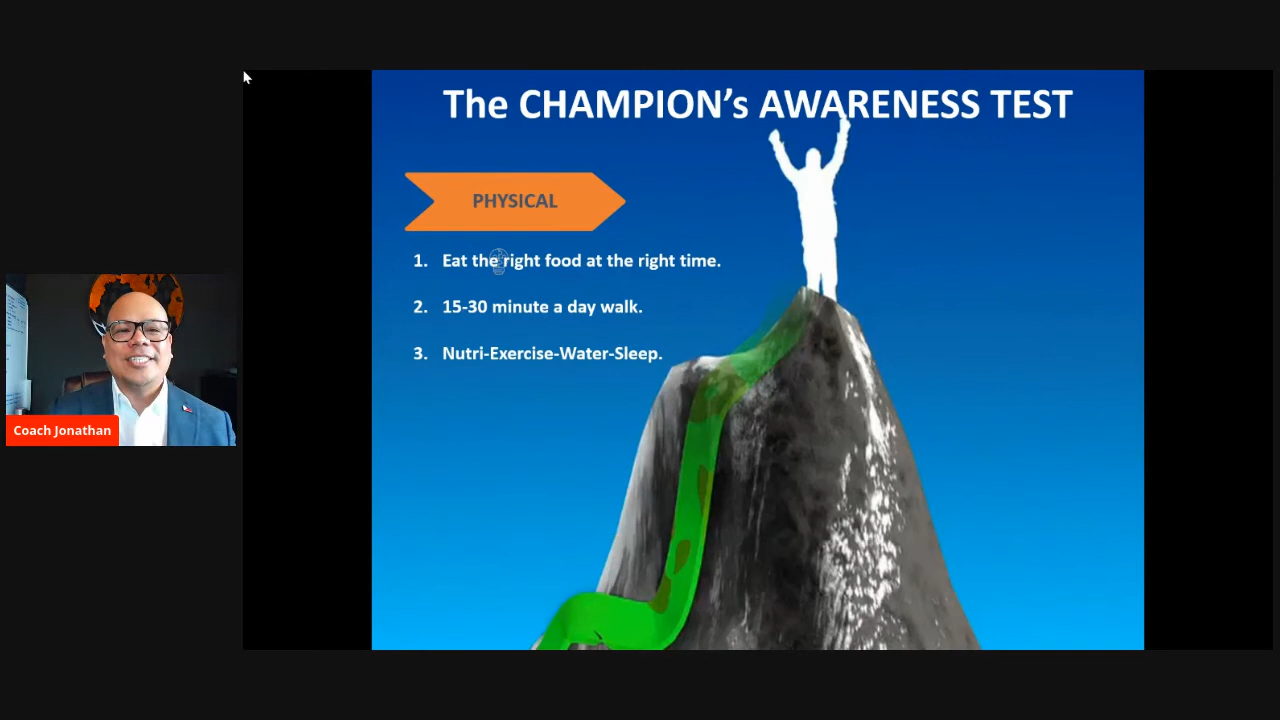 The CHAMPION’s AWARENESS TEST
PHYSICAL
1. Eat the right food at the right time.
2. 15-30 minute a day walk.
3. Nutri-Exercise-Water-Sleep.
Coach Jonathan